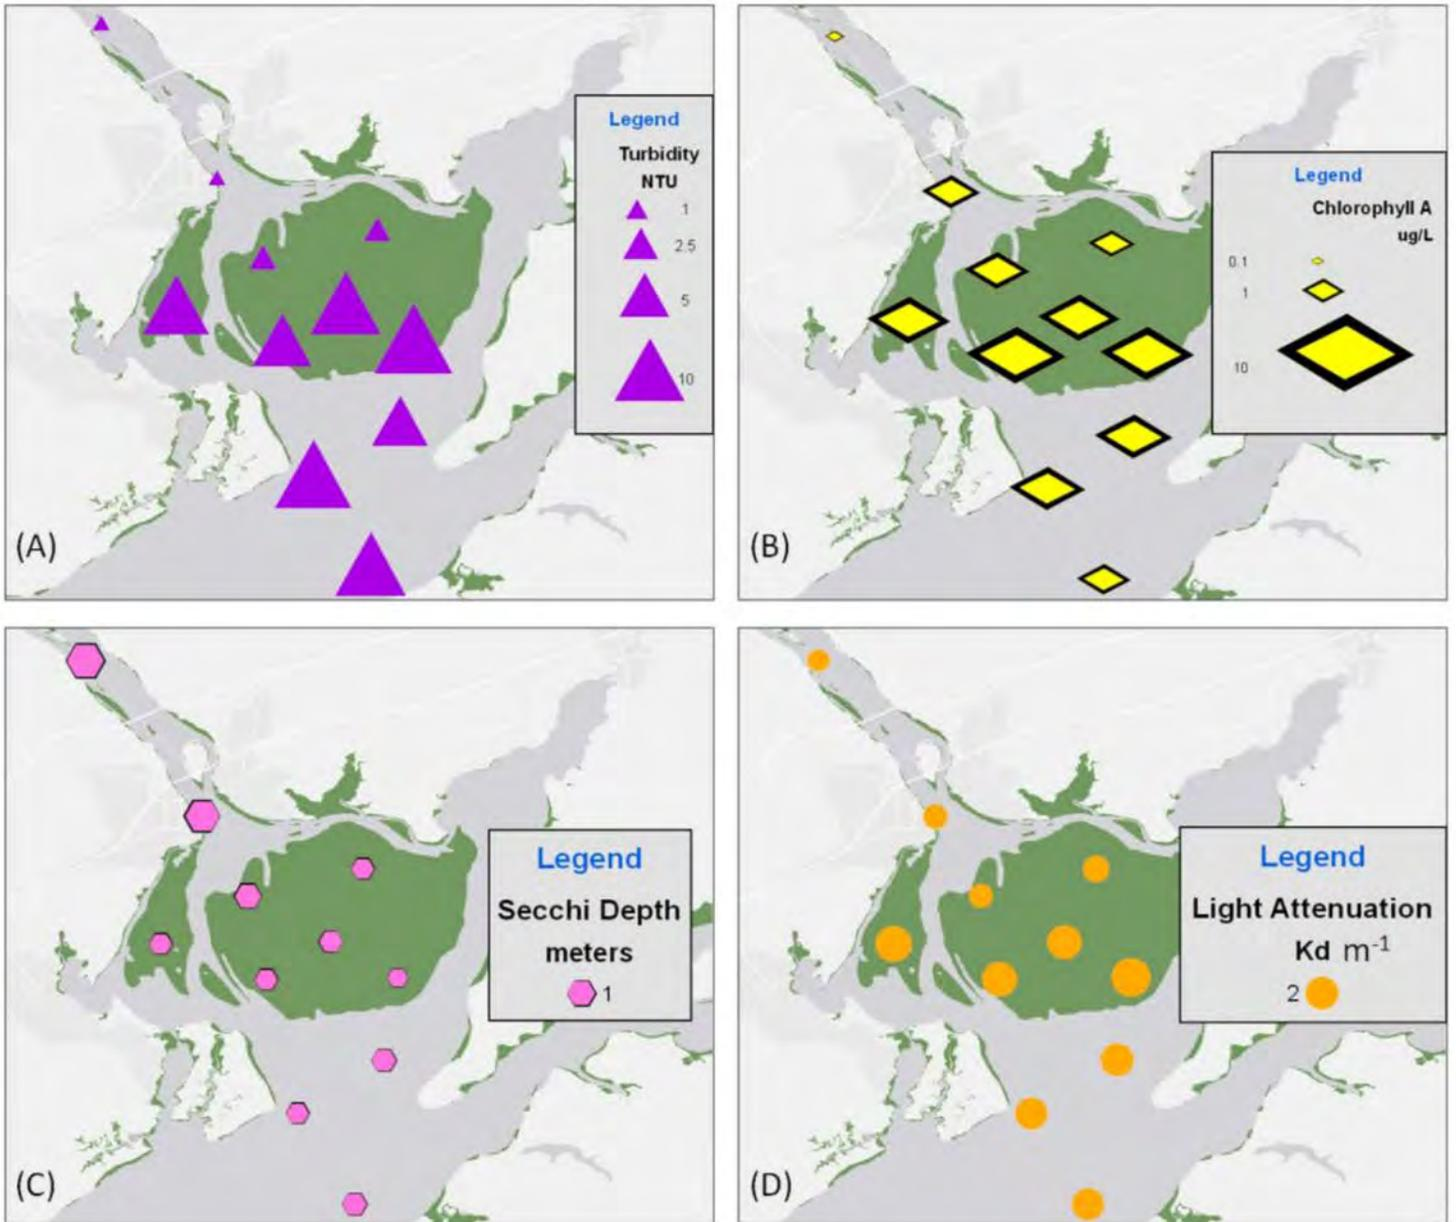 Legend
Turbidity
NTU
1
2.5
5
10
(A)
Legend
Chlorophyll A
ug/L
0.1
1
10
(B)
Legend
Secchi Depth
meters
1
(C)
Legend
Light Attenuation
Kd m⁻¹
2
(D)